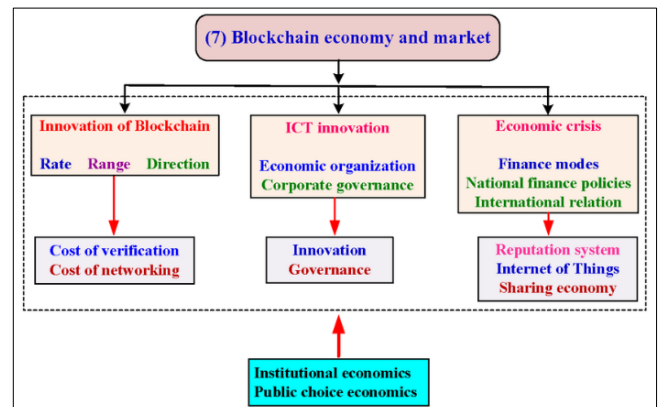 (7) Blockchain economy and market
Innovation of Blockchain
Rate Range Direction
ICT innovation
Economic organization
Corporate governance
Economic crisis
Finance modes
National finance policies
International relation
Cost of verification
Cost of networking
Innovation
Governance
Reputation system
Internet of Things
Sharing economy
Institutional economics
Public choice economics